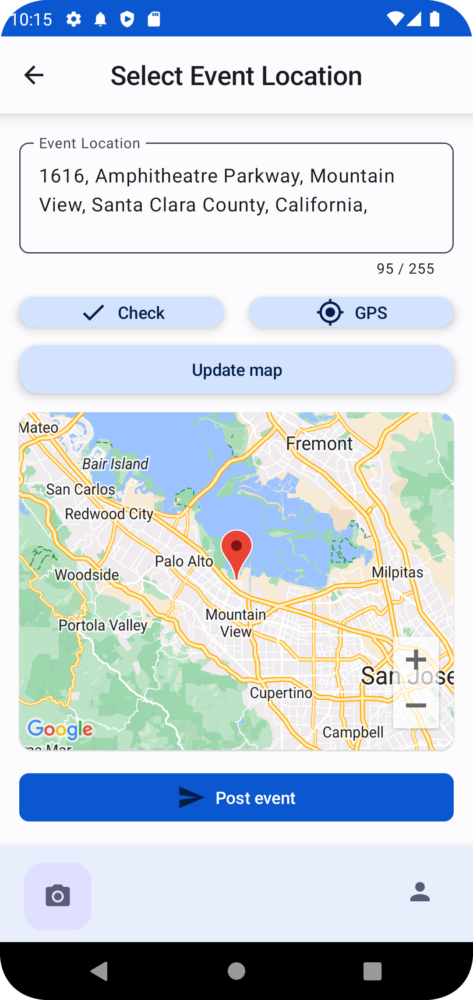 10:15
Select Event Location
Event Location
1616, Amphitheatre Parkway, Mountain
View, Santa Clara County, California,
95 / 255
Check
GPS
Update map
Mateo
Fremont
Bair Island
San Carlos
Redwood City
Palo Alto
Woodside
Milpitas
Mountain
View
Portola Valley
San Jose
Cupertino
Google
Campbell
Mar
Post event